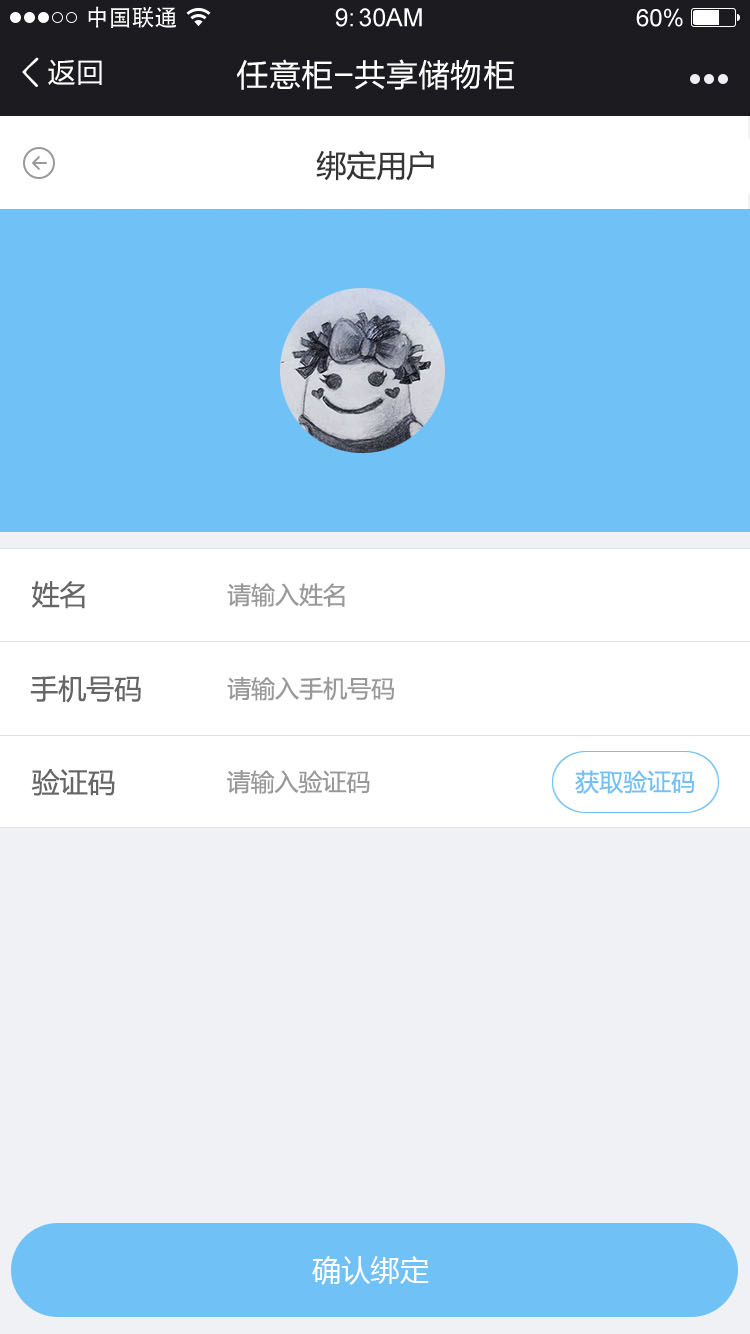 中国联通 9:30AM 60%
返回 任意柜-共享储物柜
绑定用户
姓名 请输入姓名
手机号码 请输入手机号码
验证码 请输入验证码 获取验证码
确认绑定